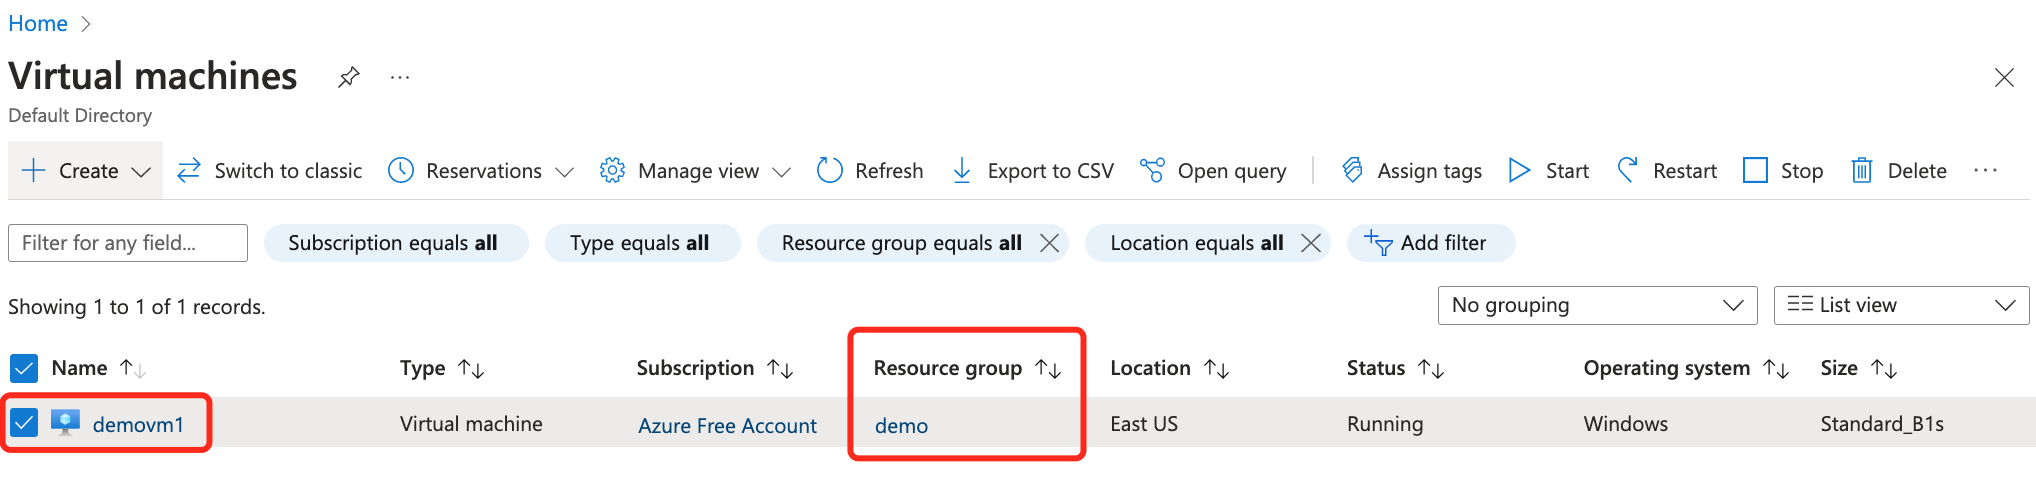 Home
Virtual machines
Default Directory
Create Switch to classic Reservations Manage view Refresh Export to CSV Open query Assign tags Start Restart Stop Delete
Filter for any field... Subscription equals all Type equals all Resource group equals all Location equals all Add filter
Showing 1 to 1 of 1 records. No grouping List view
Name Type Subscription Resource group Location Status Operating system Size
demovm1 Virtual machine Azure Free Account demo East US Running Windows Standard_B1s